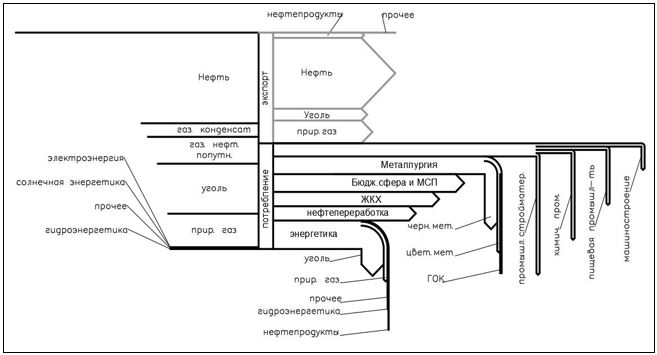 нефтепродукты
прочее
Нефть
экспорт
Нефть
Уголь
прир.газ
газ. конденсат
газ. нефт.
попутн.
электроэнергия
солнечная энергетика
прочее
гидроэнергетика
уголь
прир. газ
потребление
Металлургия
Бюдж.сфера и МСП
ЖКХ
нефтепереработка
энергетика
уголь
прир. газ
прочее
гидроэнергетика
нефтепродукты
черн.мет.
цвет.мет.
ГОК
промышл.строймaтер.
химич. пром.
пищевая промышл-ть
машиностроение